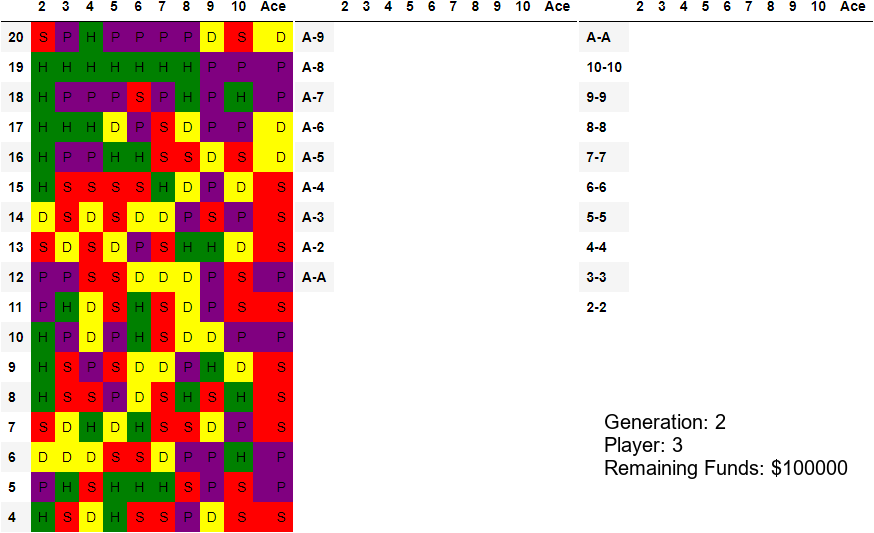 2 3 4 5 6 7 8 9 10 Ace 2 3 4 5 6 7 8 9 10 Ace 2 3 4 5 6 7 8 9 10 Ace
20 S P H P P P P D S D A-9 A-A
19 H H H H H H H P P P A-8 10-10
18 H P P P S P H P H P A-7 9-9
17 H H H D P S D P P D A-6 8-8
16 H P P H H S S D S D A-5 7-7
15 H S S S S H D P D S A-4 6-6
14 D S D S D D P S P S A-3 5-5
13 S D S D P S H H D S A-2 4-4
12 P P S S D D D P S P A-A 3-3
11 P H D S H S D P S S 2-2
10 H P D P H S D D P P
9 H S P S D D P H D S
8 H S S P D S H S H S
7 S D H D H S S D P S
6 D D D S S D P P H P
5 P H S H H H S P S P
4 H S D H S S P D S S
Generation: 2
Player: 3
Remaining Funds: $100000